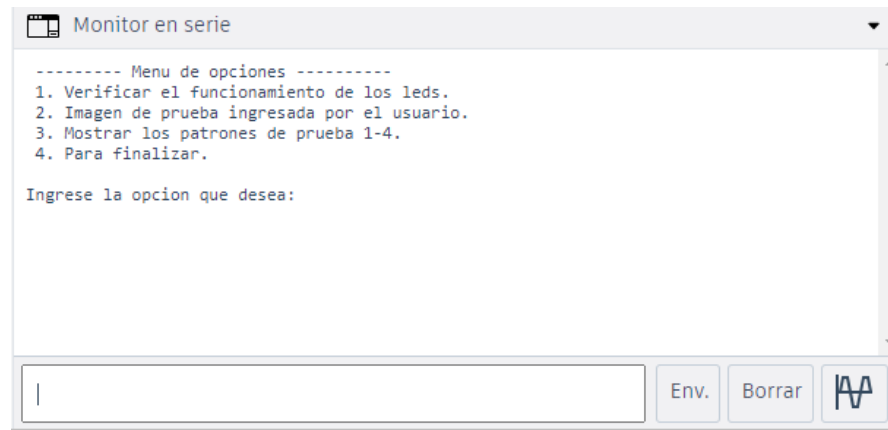 Monitor en serie
--------- Menu de opciones ----------
1. Verificar el funcionamiento de los leds.
2. Imagen de prueba ingresada por el usuario.
3. Mostrar los patrones de prueba 1-4.
4. Para finalizar.
Ingrese la opcion que desea:
Env. Borrar